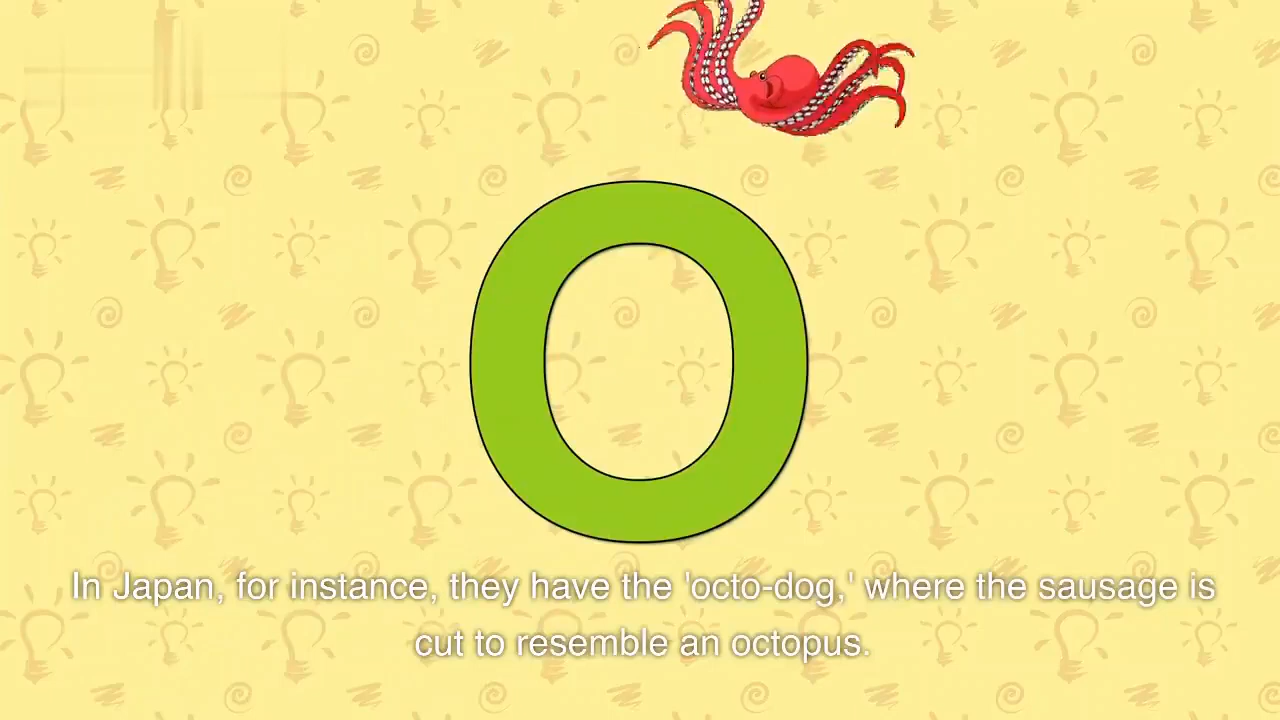 O
In Japan, for instance, they have the 'octo-dog,' where the sausage is
cut to resemble an octopus.